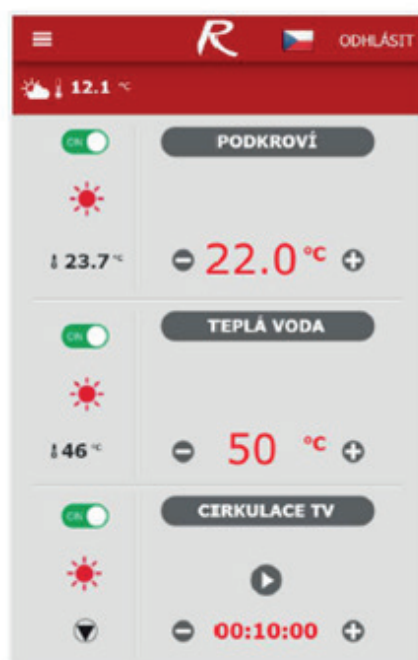 R ODHLÁSIT
12.1 °C
ON PODKROVÍ
23.7 °C 22.0 °C
ON TEPLÁ VODA
46 °C 50 °C
ON CIRKULACE TV
00:10:00